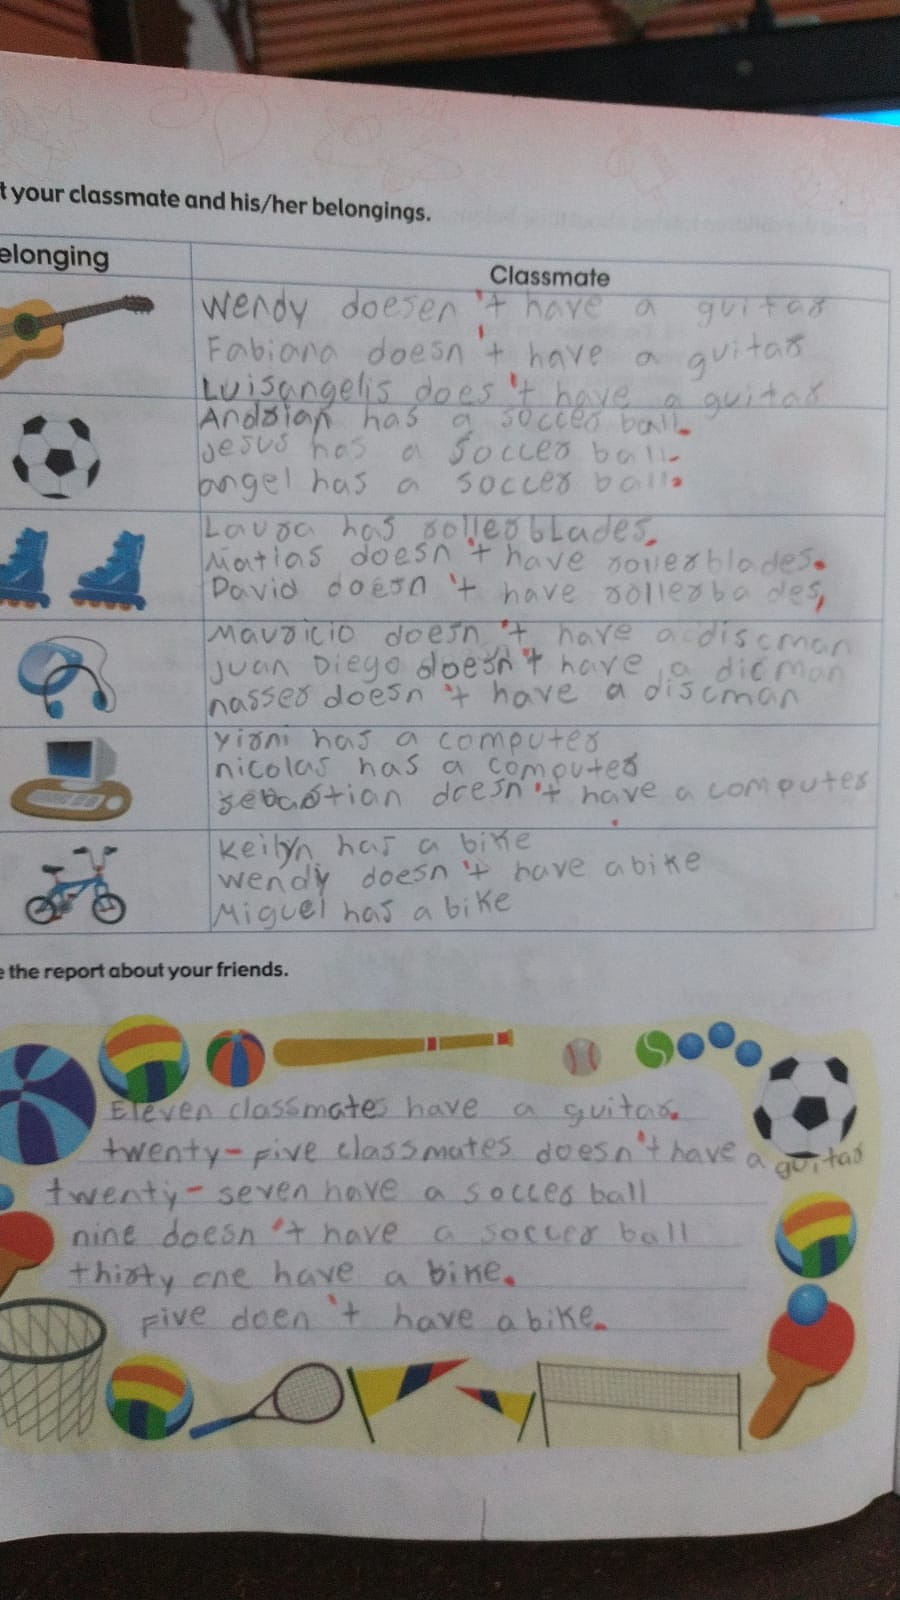 t your classmate and his/her belongings.
elonging
Classmate
Wendy doesen't have a guitar
Fabiana doesn't have a guitar
Luisangelis does't have a guitar
Andrian has a soccer ball.
jesus has a soccer ball.
angel has a soccer ball.
Laura has rollerblades.
Matias doesn't have rollerblades.
David doesn't have rollerba des,
Mauricio doesn't have a discman
juan Diego doesn't have a dicman
nasser doesn't have a discman
yirni has a computer
nicolas has a computer
sebastian doesn't have a computer
Keilyn has a bike
wendy doesn't have a bike
Miguel has a bike
e the report about your friends.
Eleven classmates have a guitar.
twenty-Five classmates doesn't have a guitar
twenty-seven have a soccer ball
nine doesn't have a soccer ball
thirty one have a bike.
Five doen't have a bike.